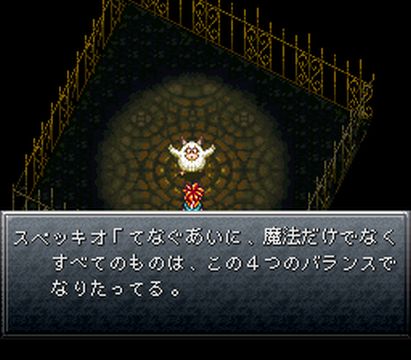 スペッキオ「てなぐあいに、魔法だけでなく
すべてのものは、この４つのバランスで
なりたってる。